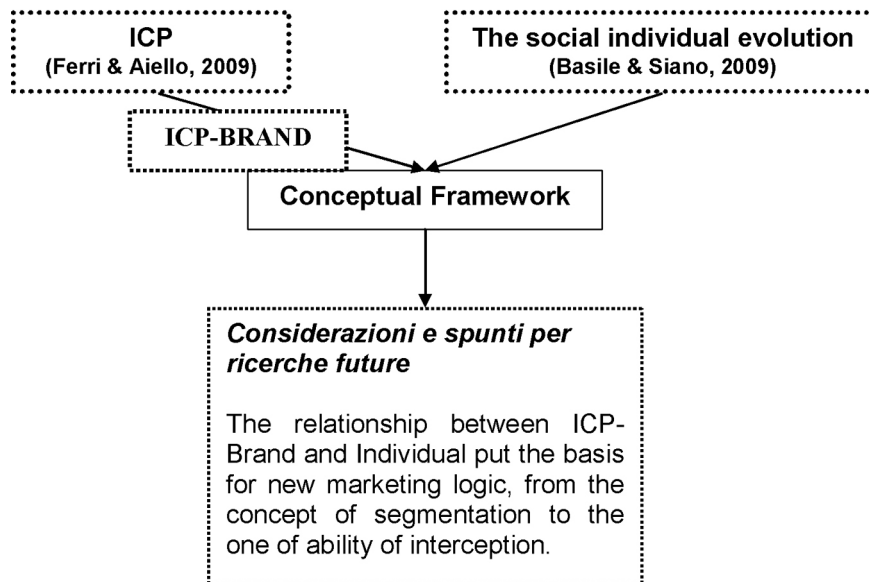 ICP
(Ferri & Aiello, 2009)
The social individual evolution
(Basile & Siano, 2009)
ICP-BRAND
Conceptual Framework
Considerazioni e spunti per
ricerche future
The relationship between ICP-
Brand and Individual put the basis
for new marketing logic, from the
concept of segmentation to the
one of ability of interception.